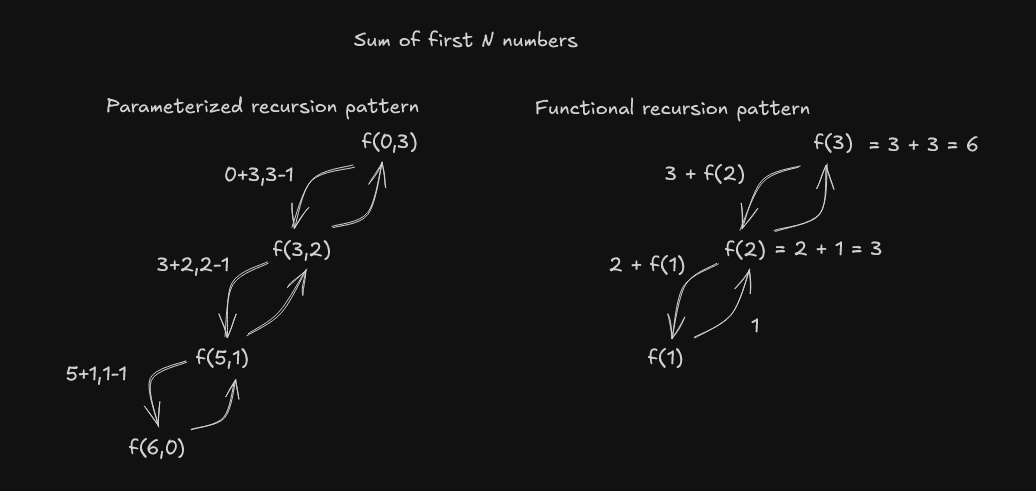 Sum of first N numbers
Parameterized recursion pattern
f(0,3)
0+3,3-1
f(3,2)
3+2,2-1
f(5,1)
5+1,1-1
f(6,0)
Functional recursion pattern
f(3) = 3 + 3 = 6
3 + f(2)
f(2) = 2 + 1 = 3
2 + f(1)
1
f(1)